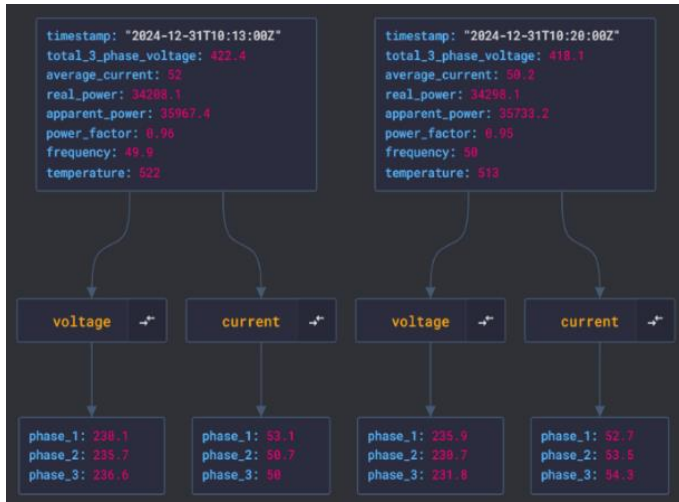 timestamp: "2024-12-31T10:13:00Z"
total_3_phase_voltage: 422.4
average_current: 52
real_power: 34208.1
apparent_power: 35967.4
power_factor: 0.96
frequency: 49.9
temperature: 522
timestamp: "2024-12-31T10:20:00Z"
total_3_phase_voltage: 418.1
average_current: 50.2
real_power: 34298.1
apparent_power: 35733.2
power_factor: 0.95
frequency: 50
temperature: 513
voltage
current
voltage
current
phase_1:
phase_2: 235.7
phase_3: 236.6
phase_1: 53.1
phase_2: 50.7
phase_3: 50
phase_1: 235.9
phase_2: 230.7
phase_3: 231.8
phase_1: 52.7
phase_2: 53.5
phase_3: 54.3